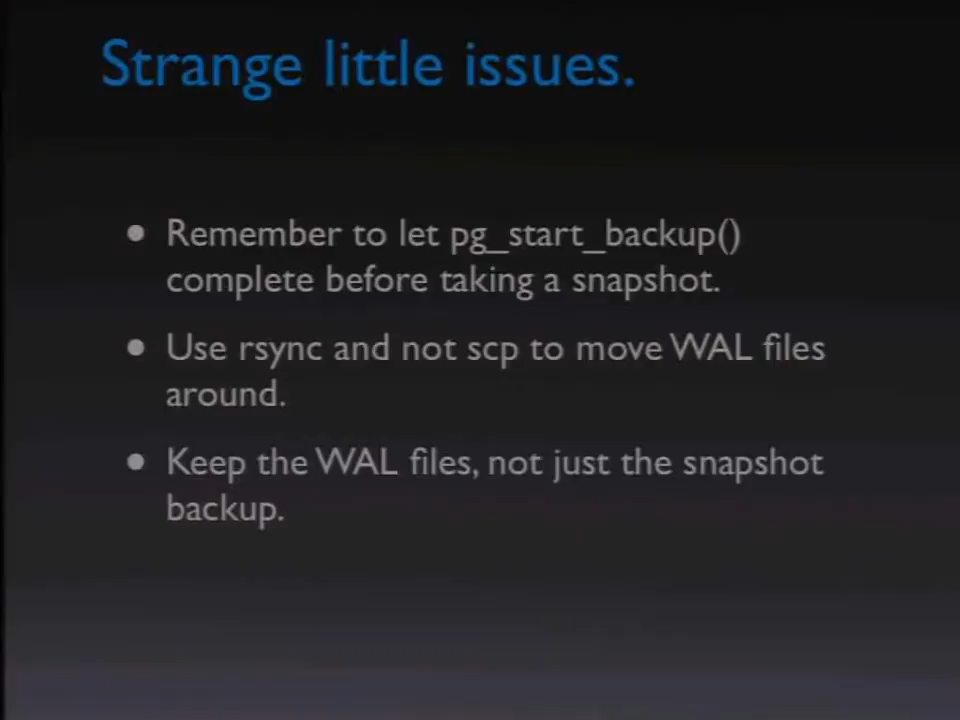 Strange little issues.
• Remember to let pg_start_backup()
complete before taking a snapshot.
• Use rsync and not scp to move WAL files
around.
• Keep the WAL files, not just the snapshot
backup.